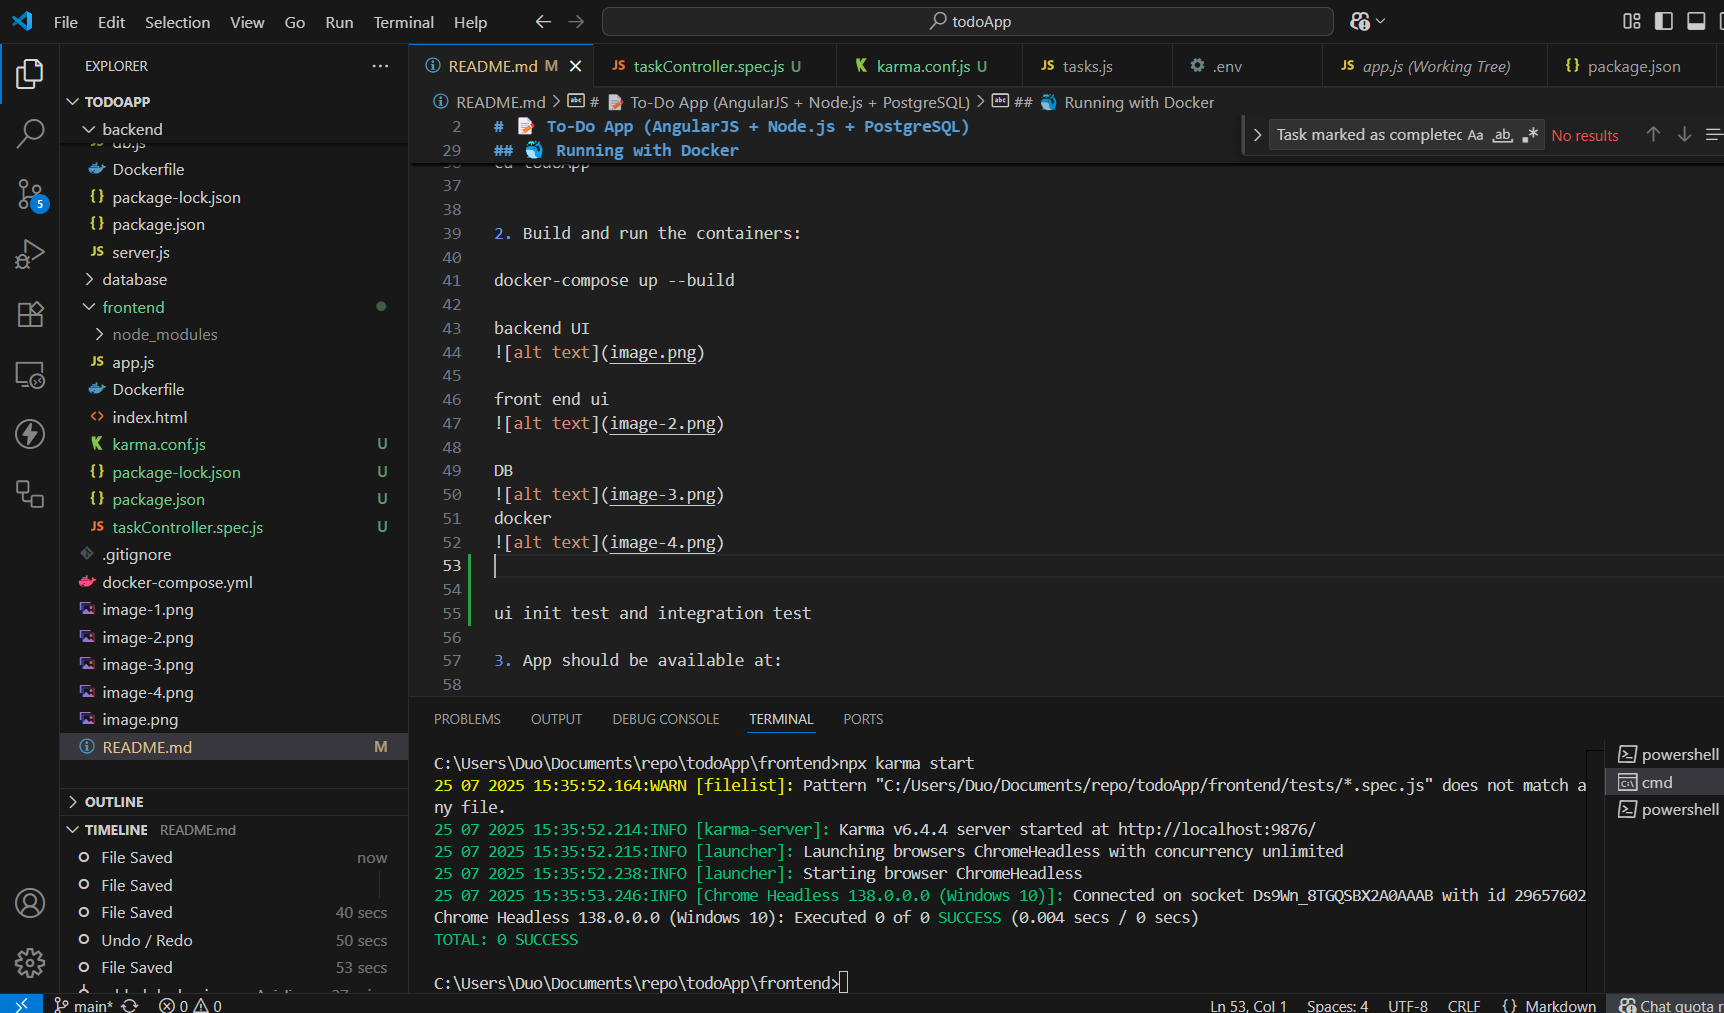 File Edit Selection View Go Run Terminal Help
todoApp
EXPLORER
TODOAPP
backend
db.js
Dockerfile
package-lock.json
package.json
server.js
database
frontend
node_modules
app.js
Dockerfile
index.html
karma.conf.js U
package-lock.json U
package.json U
taskController.spec.js U
.gitignore
docker-compose.yml
image-1.png
image-2.png
image-3.png
image-4.png
image.png
README.md M
OUTLINE
TIMELINE README.md
File Saved now
File Saved
File Saved 40 secs
Undo / Redo 50 secs
File Saved 53 secs
README.md M
JS taskController.spec.js U
karma.conf.js U
JS tasks.js
.env
JS app.js (Working Tree)
{} package.json
README.md > # 📝 To-Do App (AngularJS + Node.js + PostgreSQL) > ## 🐳 Running with Docker
2 # 📝 To-Do App (AngularJS + Node.js + PostgreSQL)
29 ## 🐳 Running with Docker
Task marked as completed Aa ab .* No results
36 cd todoApp
37
38
39 2. Build and run the containers:
40
41 docker-compose up --build
42
43 backend UI
44 ![alt text](image.png)
45
46 front end ui
47 ![alt text](image-2.png)
48
49 DB
50 ![alt text](image-3.png)
51 docker
52 ![alt text](image-4.png)
53
54
55 ui init test and integration test
56
57 3. App should be available at:
58
PROBLEMS OUTPUT DEBUG CONSOLE TERMINAL PORTS
C:\Users\Duo\Documents\repo\todoApp\frontend>npx karma start
25 07 2025 15:35:52.164:WARN [filelist]: Pattern "C:/Users/Duo/Documents/repo/todoApp/frontend/tests/*.spec.js" does not match a
ny file.
25 07 2025 15:35:52.214:INFO [karma-server]: Karma v6.4.4 server started at http://localhost:9876/
25 07 2025 15:35:52.215:INFO [launcher]: Launching browsers ChromeHeadless with concurrency unlimited
25 07 2025 15:35:52.238:INFO [launcher]: Starting browser ChromeHeadless
25 07 2025 15:35:53.246:INFO [Chrome Headless 138.0.0.0 (Windows 10)]: Connected on socket Ds9Wn_8TGQSBX2A0AAAB with id 29657602
Chrome Headless 138.0.0.0 (Windows 10): Executed 0 of 0 SUCCESS (0.004 secs / 0 secs)
TOTAL: 0 SUCCESS
C:\Users\Duo\Documents\repo\todoApp\frontend>
powershell
cmd
powershell
5
main* 0 0
Ln 53, Col 1 Spaces: 4 UTF-8 CRLF {} Markdown Chat quota r